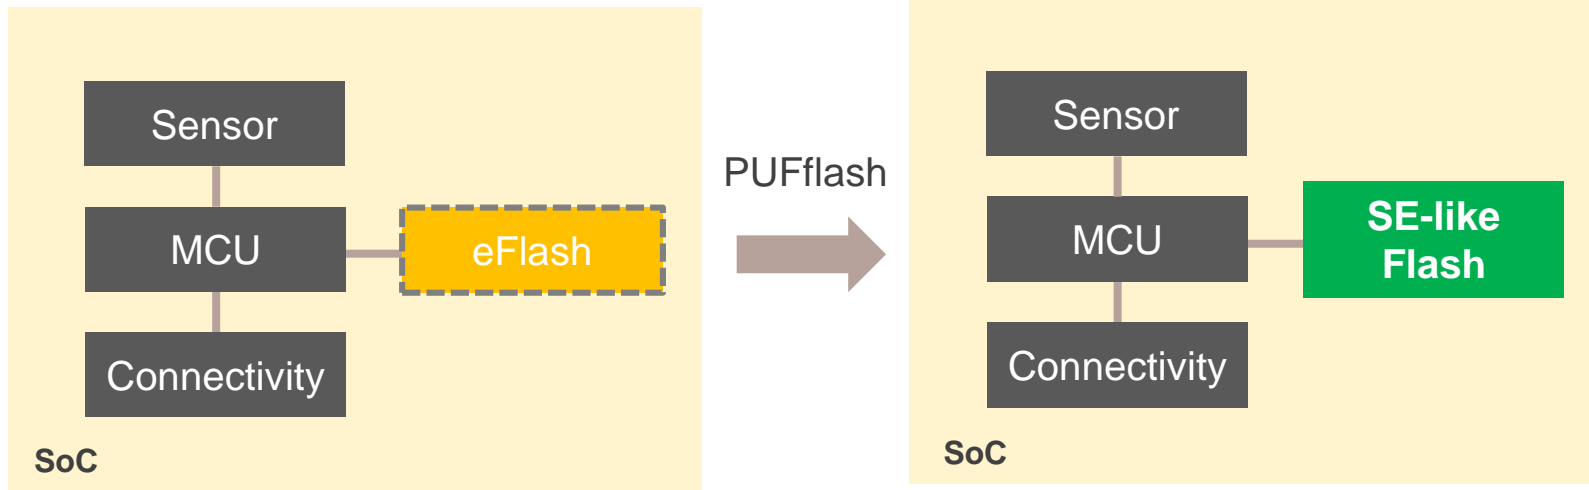 Sensor
MCU
eFlash
Connectivity
SoC
PUFflash
Sensor
MCU
SE-like
Flash
Connectivity
SoC